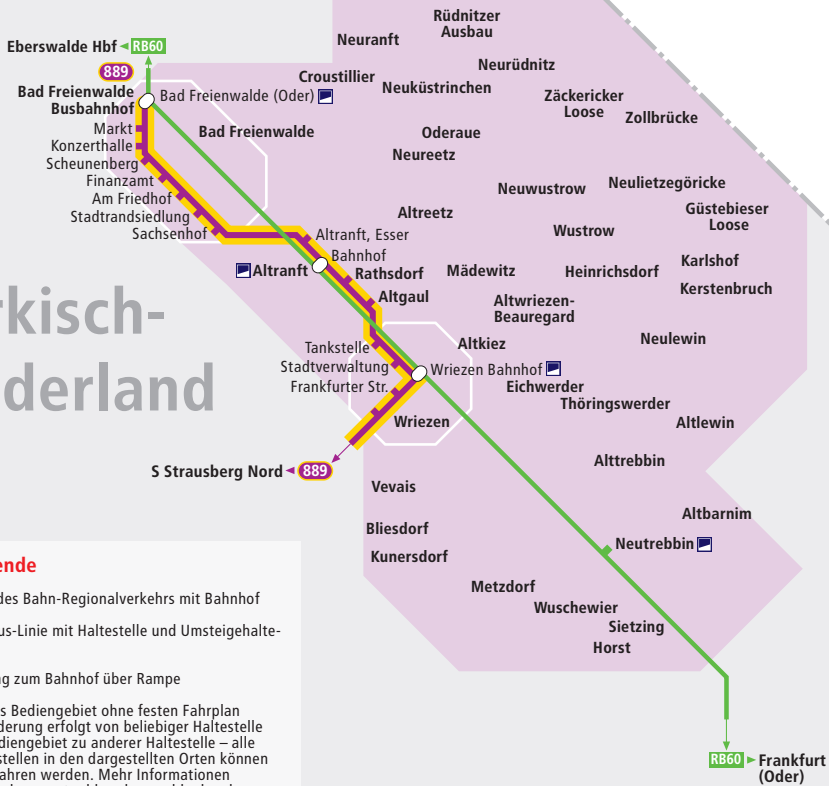 Rüdnitzer
Ausbau
Neuranft
Eberswalde Hbf
RB60
889
Croustillier
Neurüdnitz
Neuküstrinchen
Bad Freienwalde
Busbahnhof
Bad Freienwalde (Oder)
Zäckericker
Loose
Zollbrücke
Markt
Bad Freienwalde
Oderaue
Konzerthalle
Scheunenberg
Neureetz
Finanzamt
Am Friedhof
Neuwustrow
Neulietzegöricke
Stadtrandsiedlung
Altreetz
Güstebieser
Loose
Sachsenhof
Altranft, Esser
Wustrow
Bahnhof
Altranft
Rathsdorf
Mädewitz
Heinrichsdorf
Karlshof
Altgaul
Kerstenbruch
Altwriezen-
Beauregard
rkisch-
derland
Tankstelle
Altkiez
Neulewin
Stadtverwaltung
Wriezen Bahnhof
Frankfurter Str.
Eichwerder
Thöringswerder
Wriezen
Altlewin
S Strausberg Nord
889
Alttrebbin
Vevais
Altbarnim
Bliesdorf
Neutrebbin
Kunersdorf
Metzdorf
Wuschewier
Sietzing
Horst
ende
des Bahn-Regionalverkehrs mit Bahnhof
us-Linie mit Haltestelle und Umsteigehalte-
g zum Bahnhof über Rampe
s Bediengebiet ohne festen Fahrplan
derung erfolgt von beliebiger Haltestelle
diengebiet zu anderer Haltestelle – alle
stellen in den dargestellten Orten können
ahren werden. Mehr Informationen
RB60
Frankfurt
(Oder)